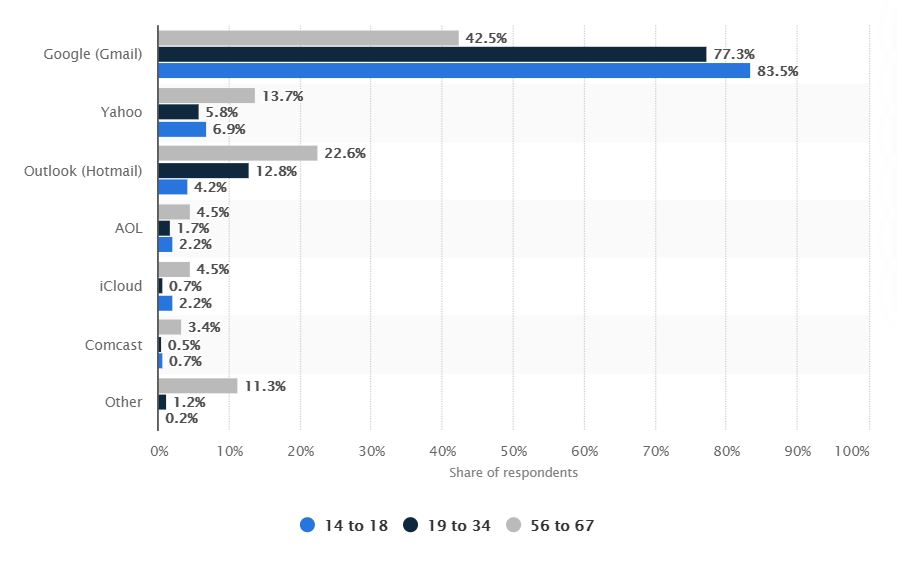 Google (Gmail)
42.5%
77.3%
83.5%
Yahoo
13.7%
5.8%
6.9%
Outlook (Hotmail)
22.6%
12.8%
4.2%
AOL
4.5%
1.7%
2.2%
iCloud
4.5%
0.7%
2.2%
Comcast
3.4%
0.5%
0.7%
Other
11.3%
1.2%
0.2%
0% 10% 20% 30% 40% 50% 60% 70% 80% 90% 100%
Share of respondents
14 to 18 19 to 34 56 to 67